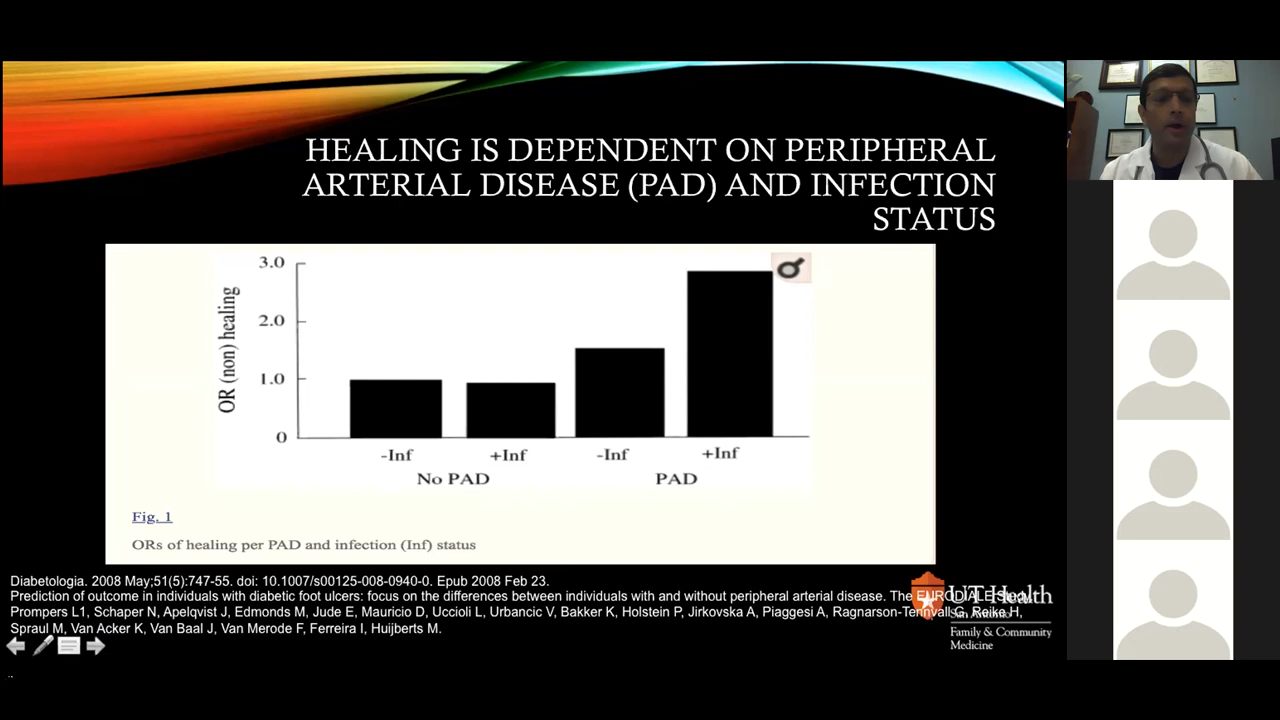 HEALING IS DEPENDENT ON PERIPHERAL
ARTERIAL DISEASE (PAD) AND INFECTION
STATUS
OR (non) healing
3.0
2.0
1.0
0
-Inf
+Inf
-Inf
+Inf
No PAD
PAD
Fig. 1
ORs of healing per PAD and infection (Inf) status
Diabetologia. 2008 May;51(5):747-55. doi: 10.1007/s00125-008-0940-0. Epub 2008 Feb 23.
Prediction of outcome in individuals with diabetic foot ulcers: focus on the differences between individuals with and without peripheral arterial disease. The EURODIALE Study.
Prompers L1, Schaper N, Apelqvist J, Edmonds M, Jude E, Mauricio D, Uccioli L, Urbancic V, Bakker K, Holstein P, Jirkovska A, Piaggesi A, Ragnarson-Tennvall G, Reike H,
Spraul M, Van Acker K, Van Baal J, Van Merode F, Ferreira I, Huijberts M.
UT Health
San Antonio
Family & Community
Medicine